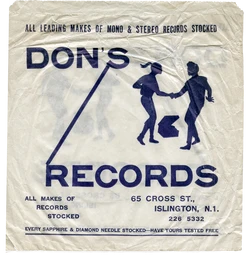 ALL LEADING MAKES OF MONO & STEREO RECORDS STOCKED
DON'S
RECORDS
ALL MAKES OF
RECORDS
STOCKED
65 CROSS ST.,
ISLINGTON, N.1.
226 5332
EVERY SAPPHIRE & DIAMOND NEEDLE STOCKED—HAVE YOURS TESTED FREE